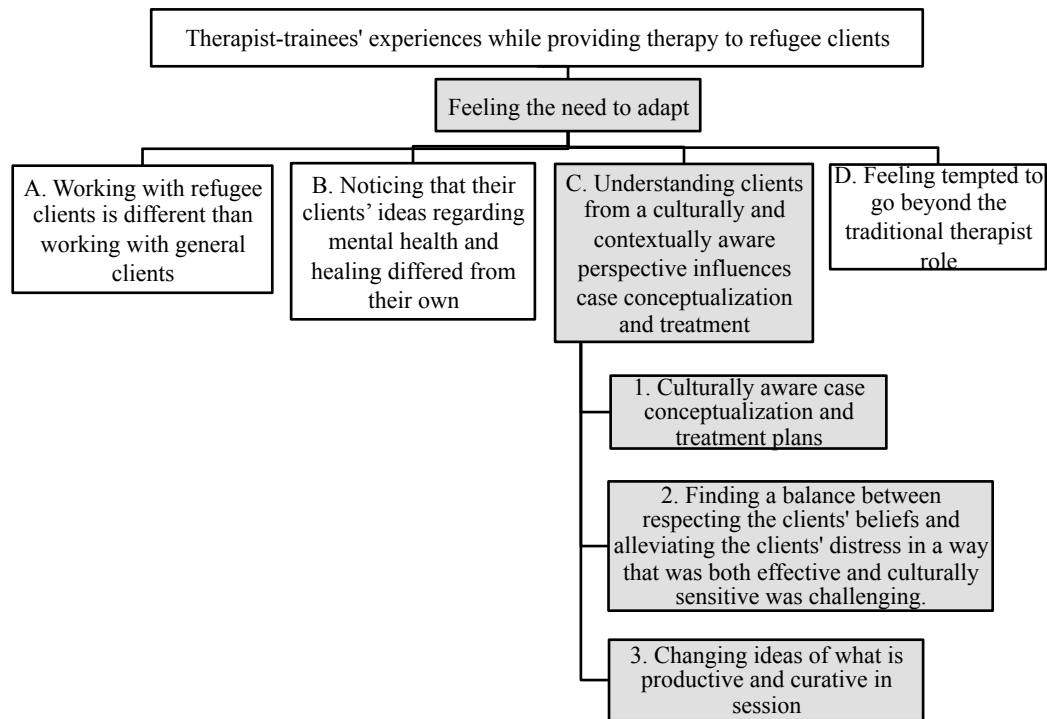 Therapist-trainees' experiences while providing therapy to refugee clients
Feeling the need to adapt
A. Working with refugee
clients is different than
working with general
clients
B. Noticing that their
clients’ ideas regarding
mental health and
healing differed from
their own
C. Understanding clients
from a culturally and
contextually aware
perspective influences
case conceptualization
and treatment
D. Feeling tempted to
go beyond the
traditional therapist
role
1. Culturally aware case
conceptualization and
treatment plans
2. Finding a balance between
respecting the clients' beliefs and
alleviating the clients' distress in a way
that was both effective and culturally
sensitive was challenging.
3. Changing ideas of what is
productive and curative in
session